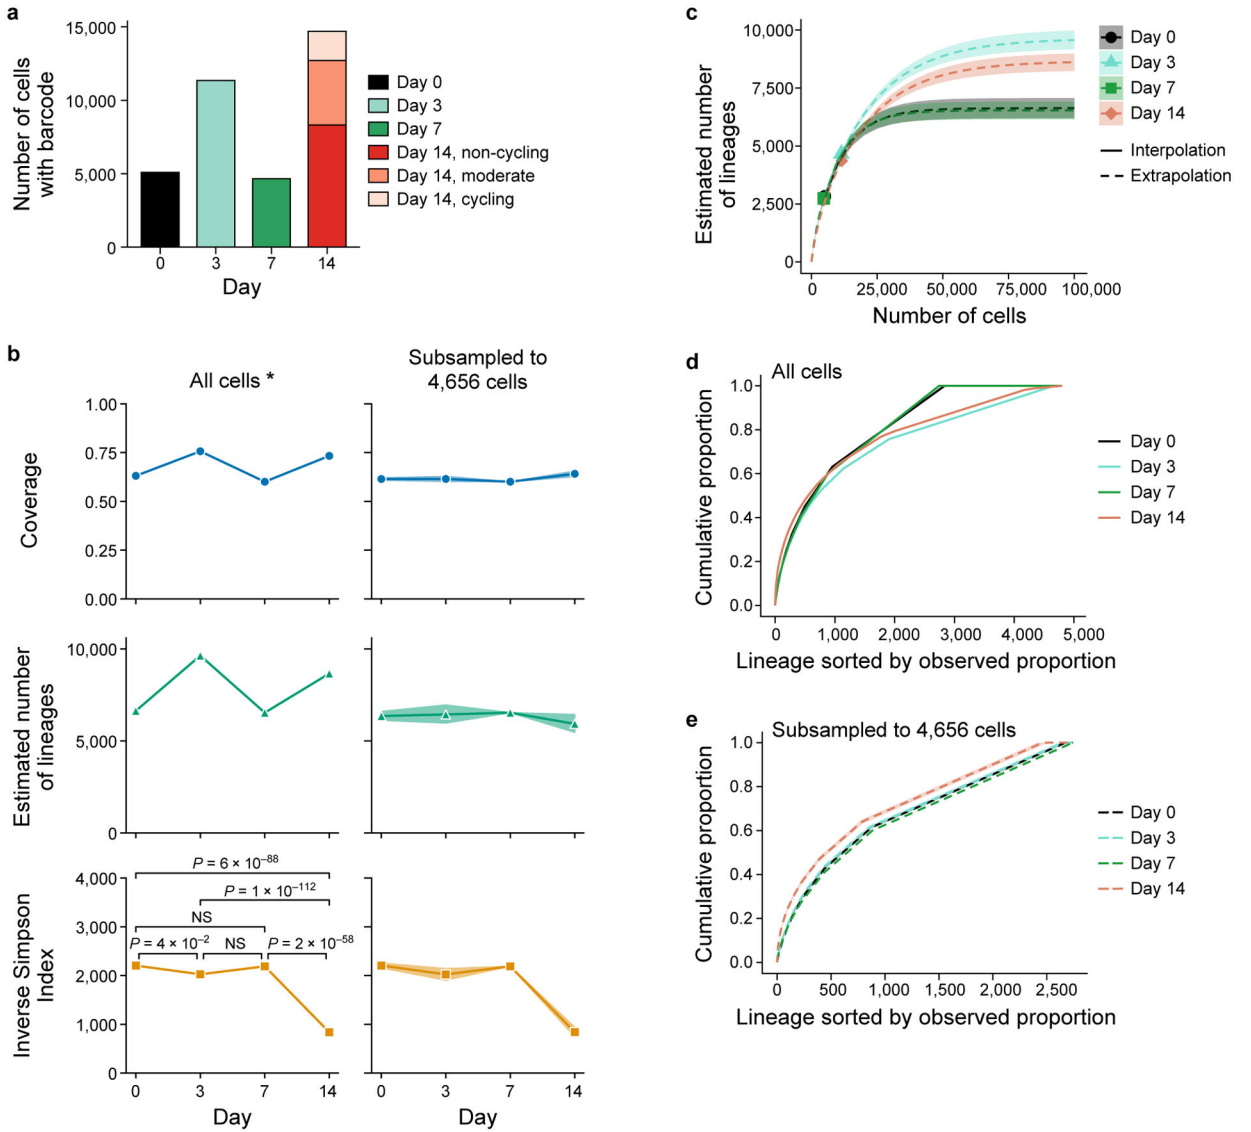 a
Number of cells
with barcode
15,000
10,000
5,000
0
0 3 7 14
Day
Day 0
Day 3
Day 7
Day 14, non-cycling
Day 14, moderate
Day 14, cycling
b
All cells *
Subsampled to
4,656 cells
Coverage
1.00
0.75
0.50
0.25
0.00
Estimated number
of lineages
10,000
5,000
0
Inverse Simpson
Index
4,000
3,000
2,000
1,000
0
P = 6 × 10–88
P = 1 × 10–112
NS
P = 4 × 10–2
NS
P = 2 × 10–58
0 3 7 14
Day
0 3 7 14
Day
c
Estimated number
of lineages
10,000
7,500
5,000
2,500
0
0 25,000 50,000 75,000 100,000
Number of cells
Day 0
Day 3
Day 7
Day 14
Interpolation
Extrapolation
d
All cells
Cumulative proportion
1.0
0.8
0.6
0.4
0.2
0.0
0 1,000 3,000 4,000 5,000
2,000
Lineage sorted by observed proportion
Day 0
Day 3
Day 7
Day 14
e
Subsampled to 4,656 cells
Cumulative proportion
1.0
0.8
0.6
0.4
0.2
0.0
0 500 1,000 1,500 2,000 2,500
Lineage sorted by observed proportion
Day 0
Day 3
Day 7
Day 14